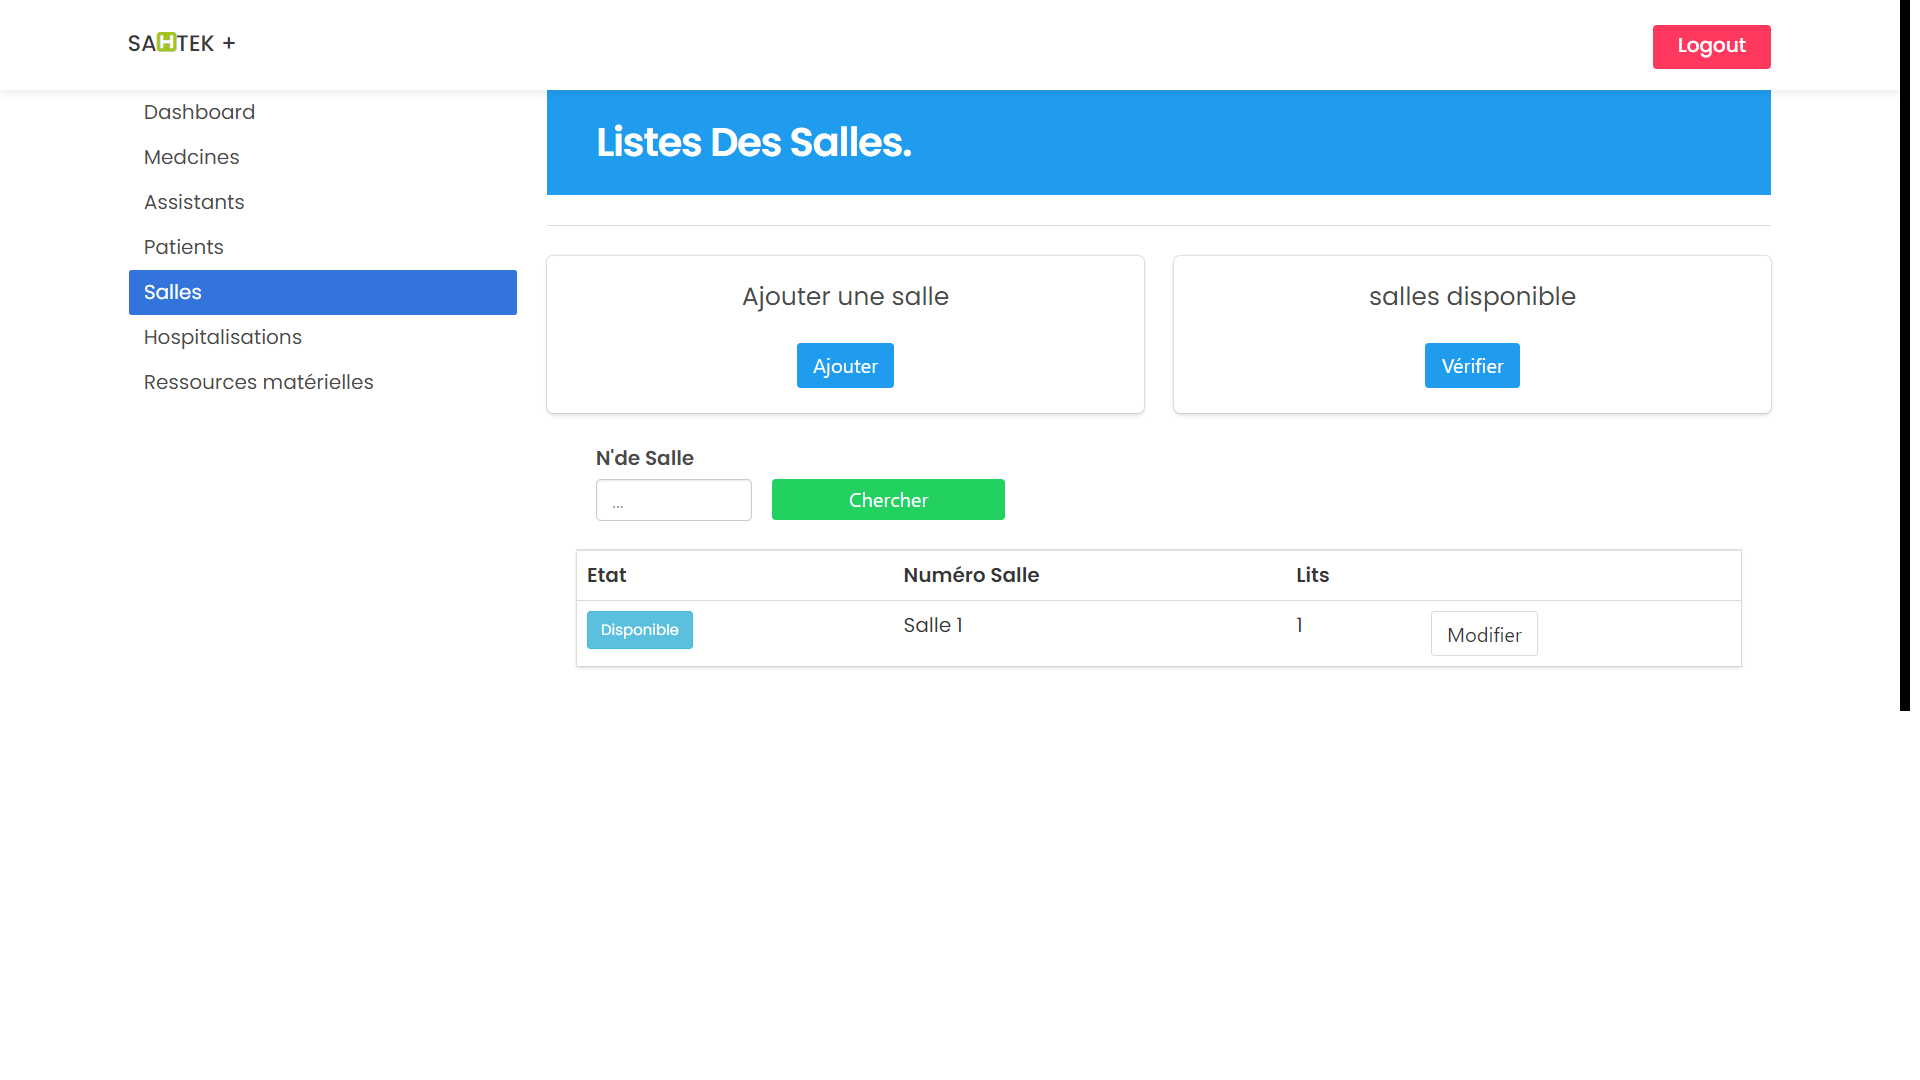 SAHTEK +
Logout
Dashboard
Medcines
Assistants
Patients
Salles
Hospitalisations
Ressources matérielles
Listes Des Salles.
Ajouter une salle
Ajouter
salles disponible
Vérifier
N'de Salle
...
Chercher
Etat Numéro Salle Lits
Disponible Salle 1 1 Modifier